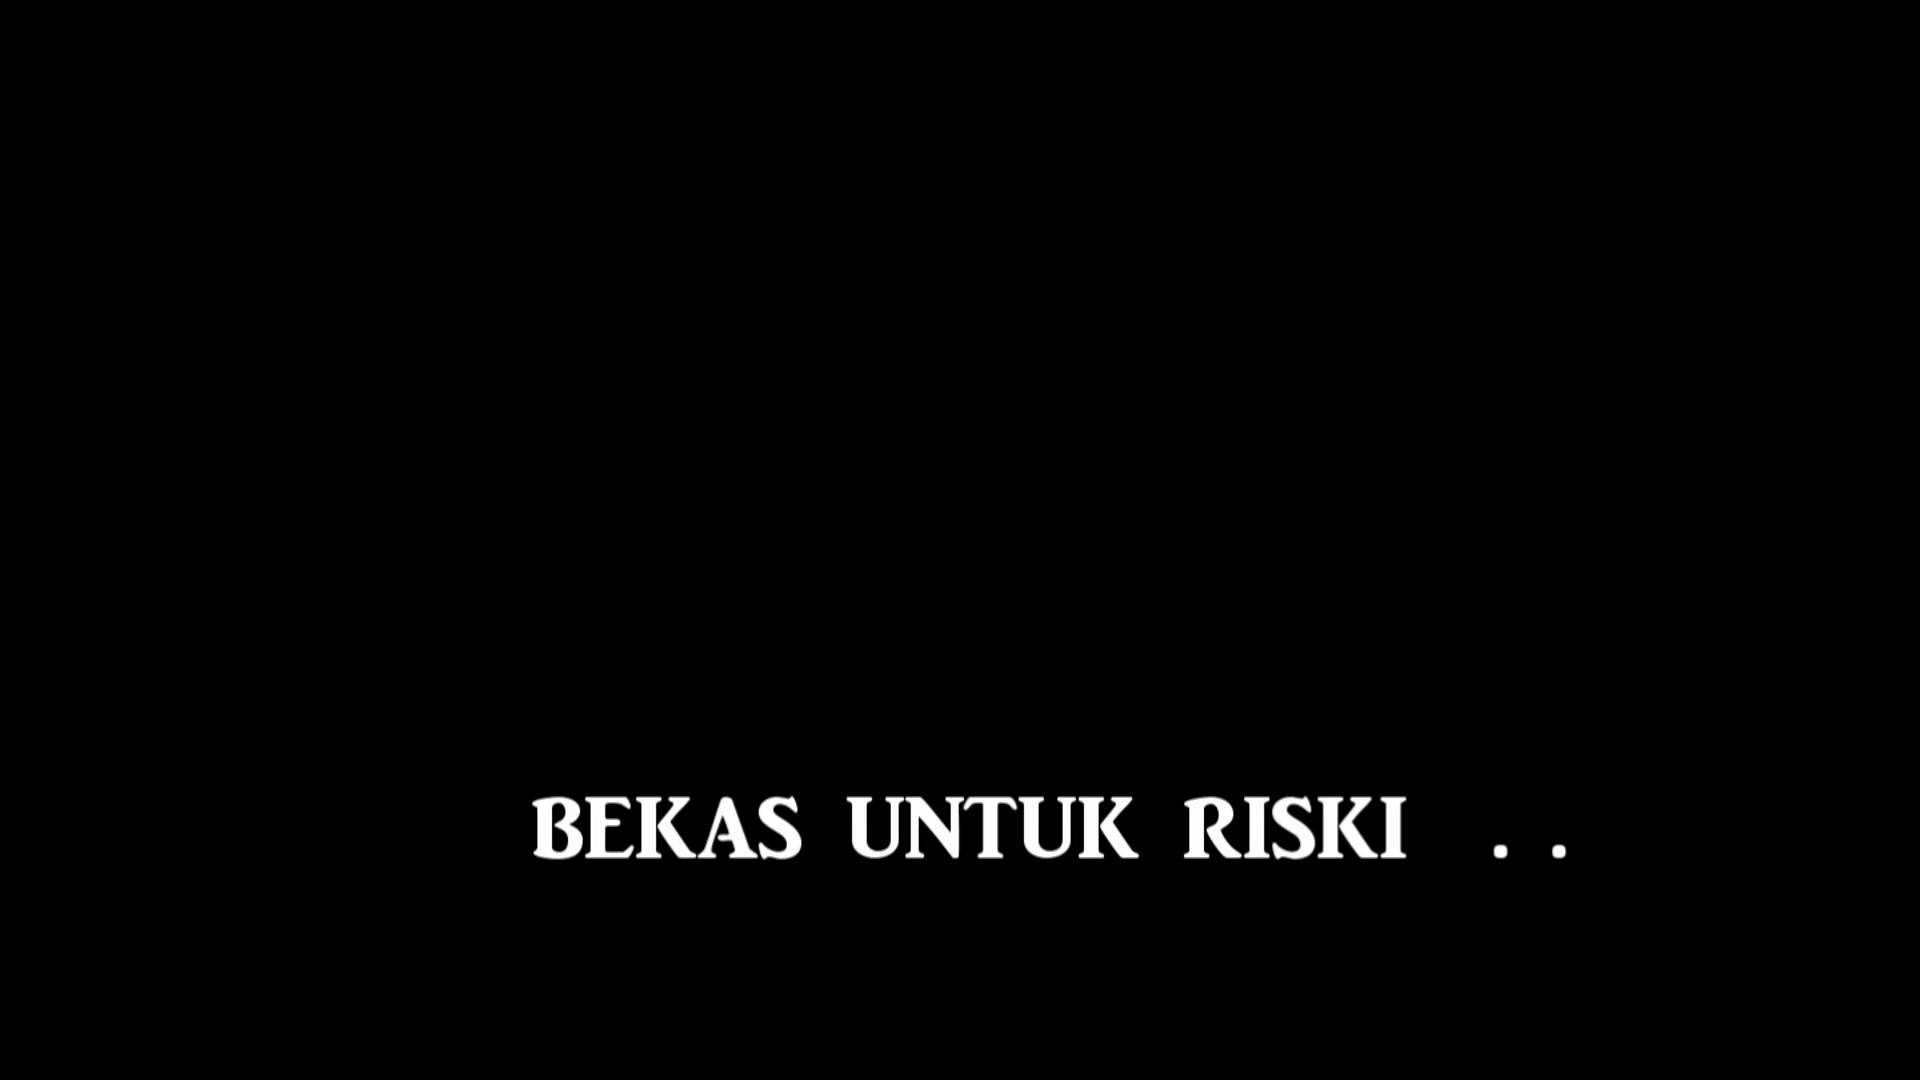 BEKAS UNTUK RISKI . .